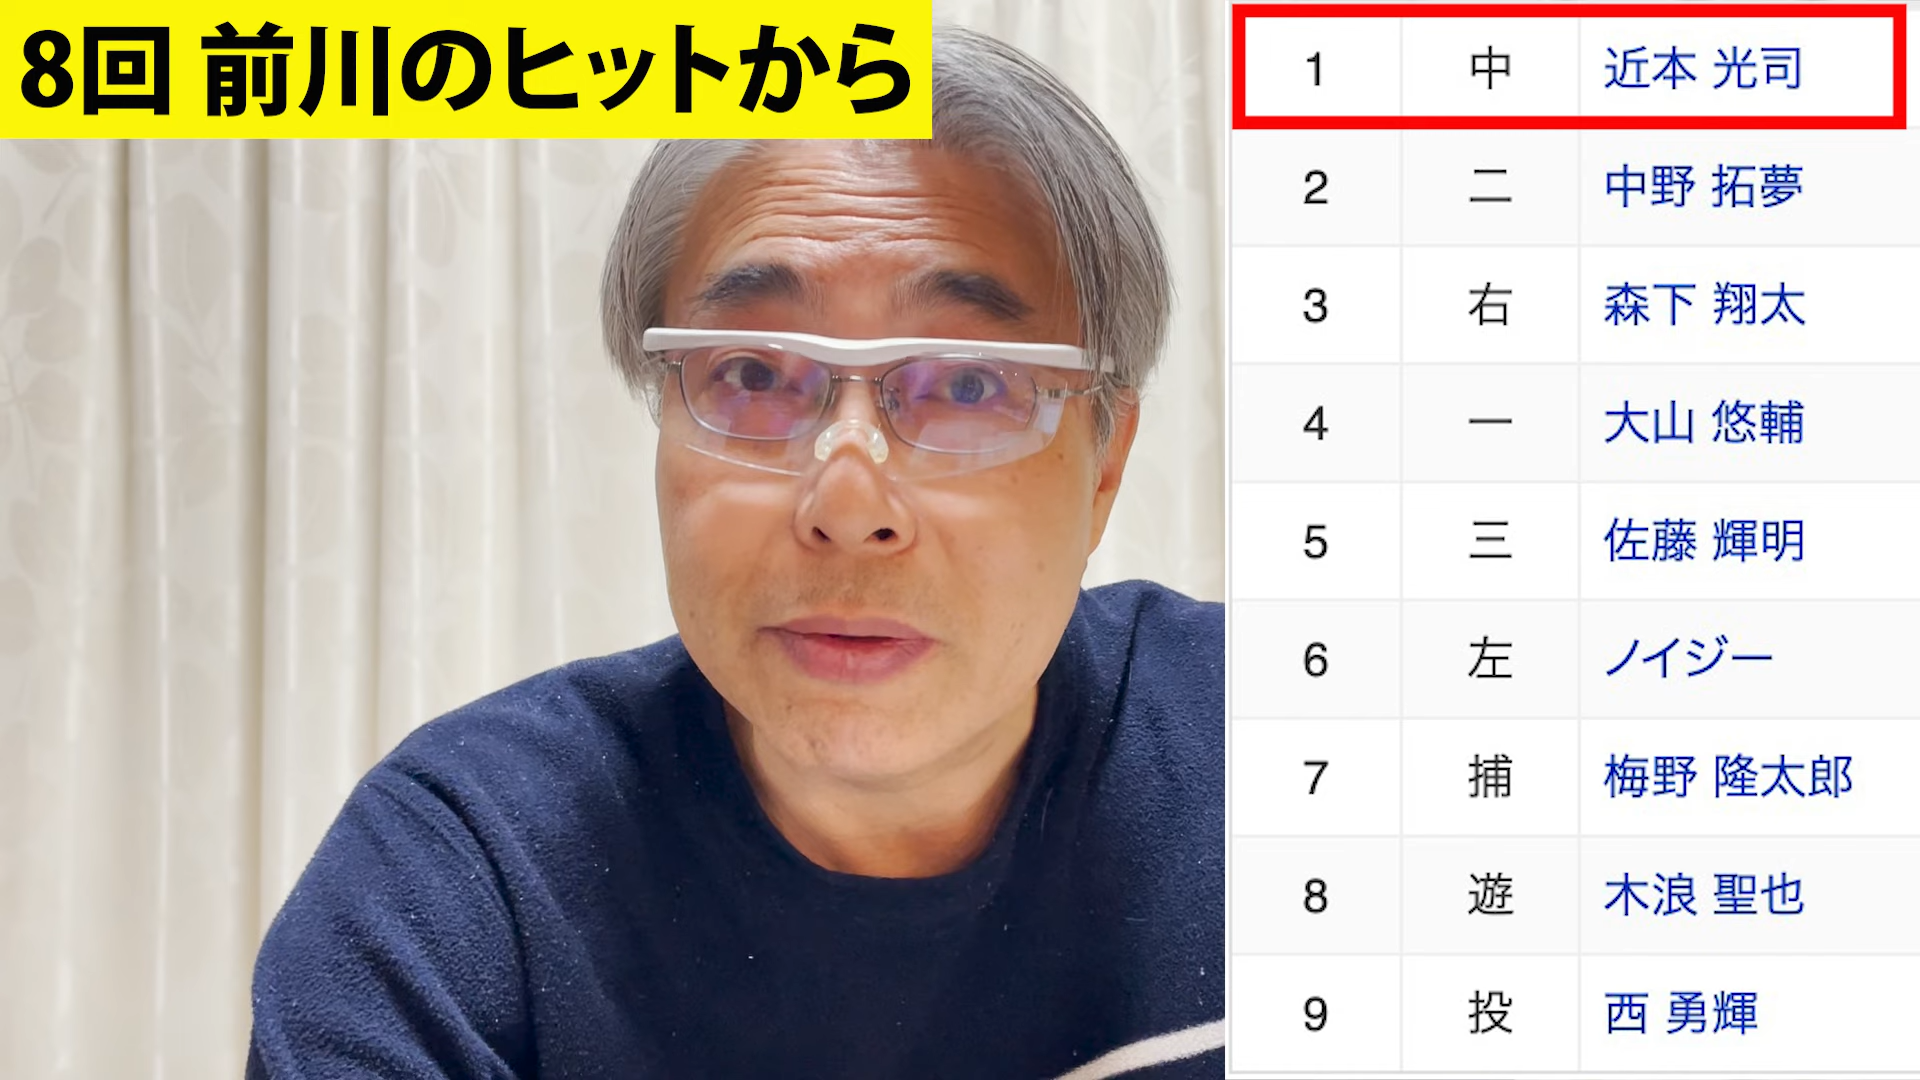 8回 前川のヒットから
1 中 近本 光司
2 二 中野 拓夢
3 右 森下 翔太
4 一 大山 悠輔
5 三 佐藤 輝明
6 左 ノイジー
7 捕 梅野 隆太郎
8 遊 木浪 聖也
9 投 西 勇輝